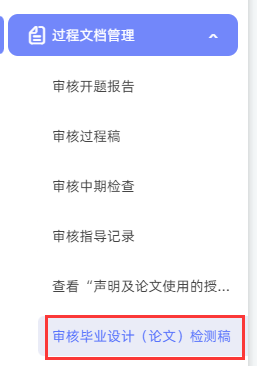 过程文档管理
审核开题报告
审核过程稿
审核中期检查
审核指导记录
查看“声明及论文使用的授...
审核毕业设计（论文）检测稿